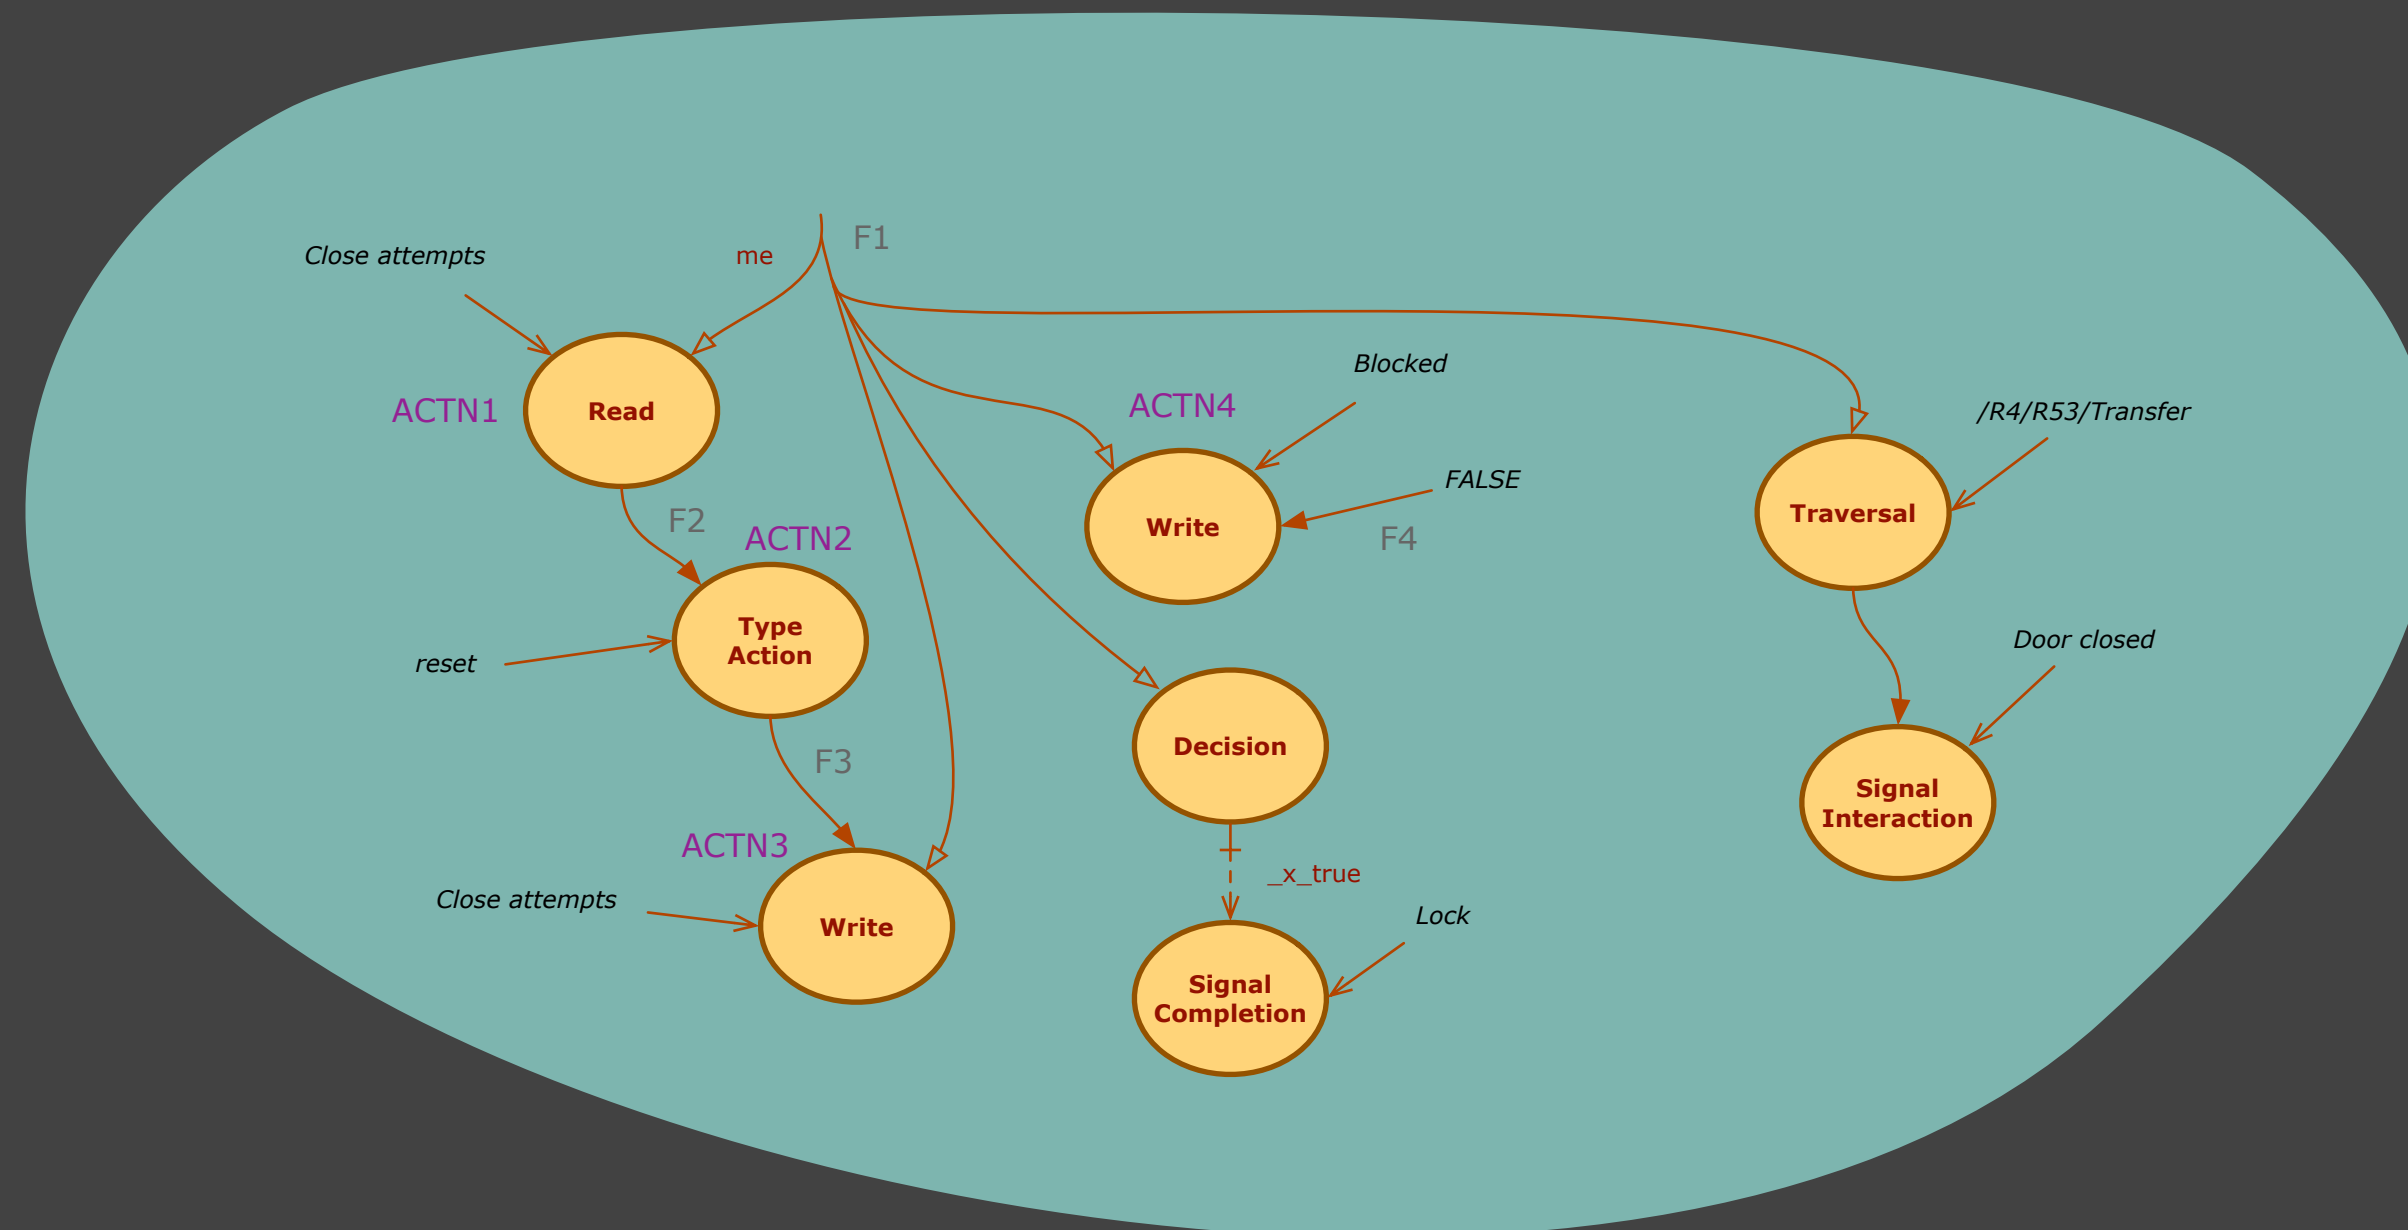 F1
Close attempts
me
Blocked
ACTN1
Read
ACTN4
/R4/R53/Transfer
FALSE
Traversal
F2
ACTN2
Write
F4
Type
Action
reset
Door closed
Decision
F3
Signal
Interaction
ACTN3
_x_true
Close attempts
Lock
Write
Signal
Completion